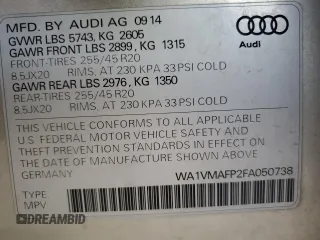 MFD. BY AUDI AG 09 14
GVWR LBS 5743, KG 2605
GAWR FRONT LBS 2899, KG 1315
FRONT-TIRES 255/45 R20
8.5JX20 RIMS, AT 230 KPA 33 PSI COLD
GAWR REAR LBS 2976, KG 1350
REAR-TIRES 255/45 R20
8.5JX20 RIMS, AT 230 KPA 33 PSI COLD
Audi
THIS VEHICLE CONFORMS TO ALL APPLICABLE
U.S. FEDERAL MOTOR VEHICLE SAFETY AND
THEFT PREVENTION STANDARDS IN EFFECT ON
THE DATE OF MANUFACTURE SHOWN ABOVE
GERMANY
WA1VMAFP2FA050738
TYPE
MPV
DREAMBID